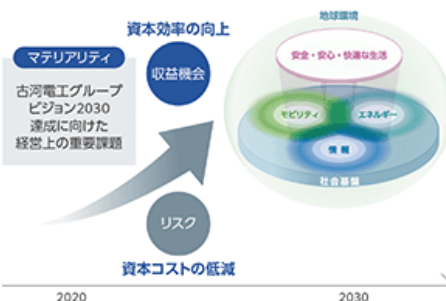 マテリアリティ
古河電工グループ
ビジョン2030
達成に向けた
経営上の重要課題
資本効率の向上
収益機会
リスク
資本コストの低減
地球環境
安全・安心・快適な生活
モビリティ
エネルギー
情報
社会基盤
2020
2030